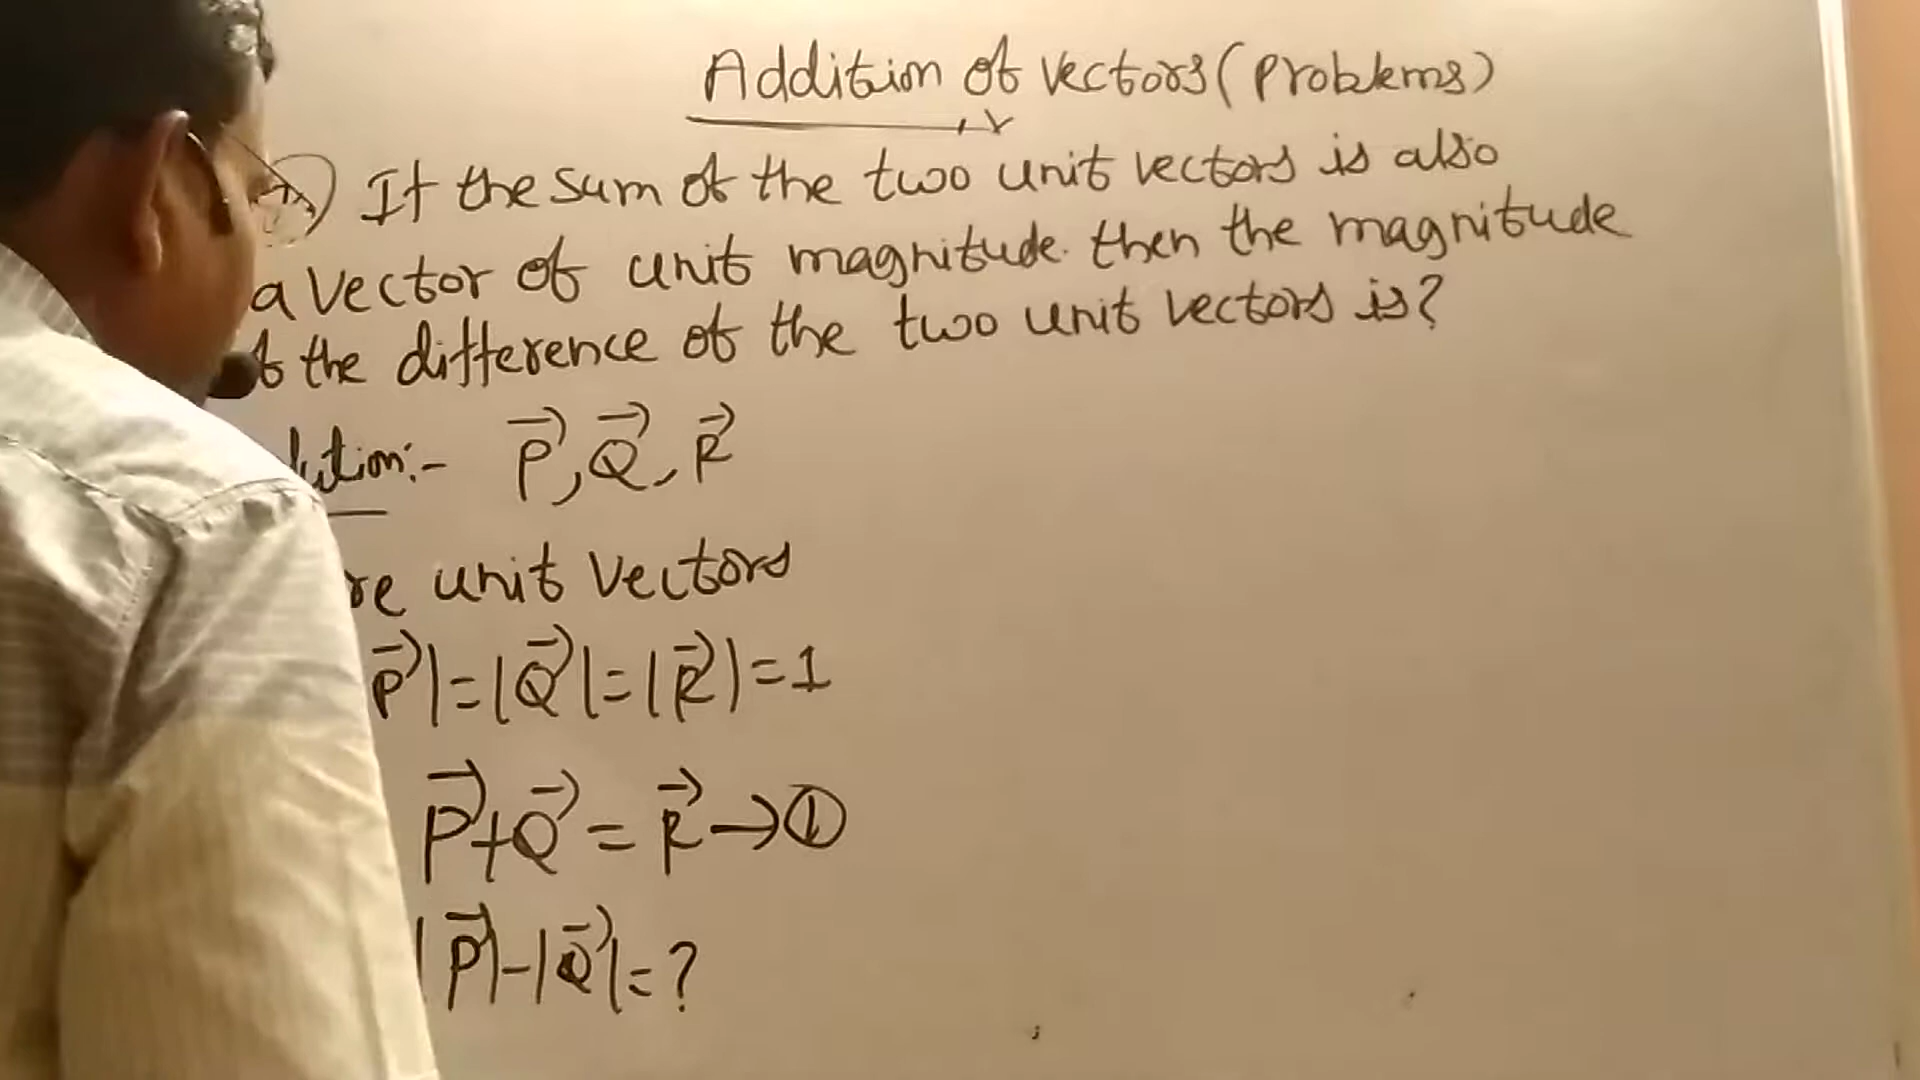 Addition of vectors (problems)
If the sum of the two unit vectors is also
a vector of unit magnitude. then the magnitude
the difference of the two unit vectors is?
:- P⃗, Q⃗, R⃗
unit vectors
P⃗| = |Q⃗| = |R⃗| = 1
P⃗ + Q⃗ = R⃗ → ①
|P⃗| - |Q⃗| = ?